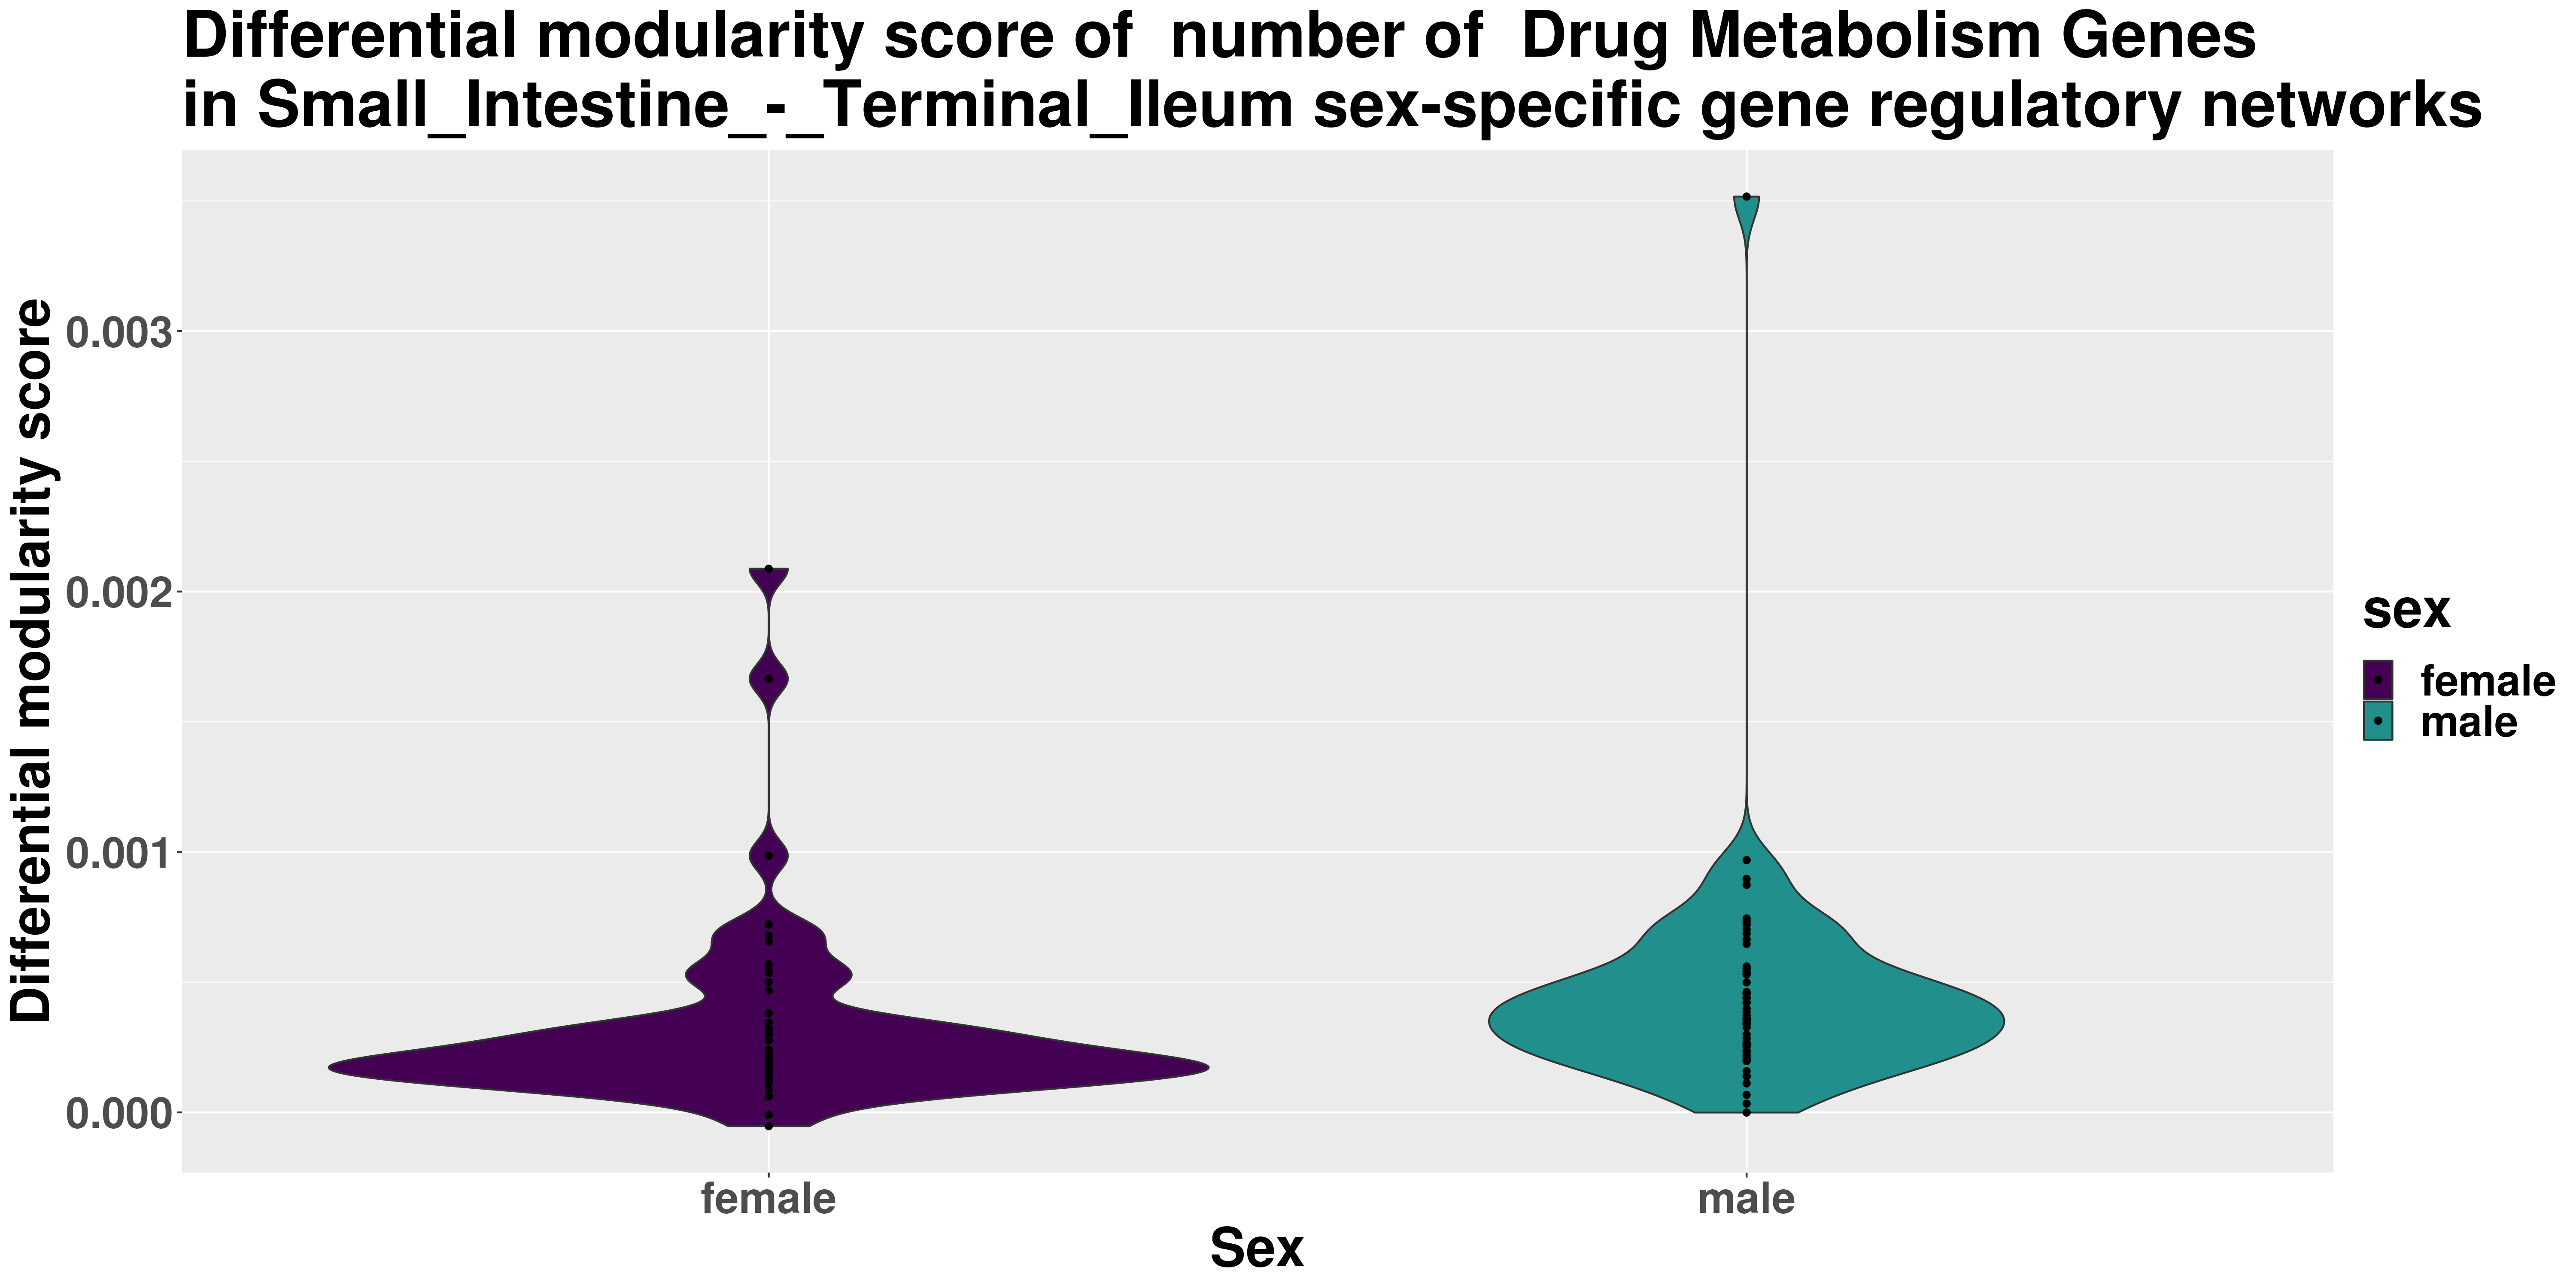 Differential modularity score of  number of  Drug Metabolism Genes
in Small_Intestine_-_Terminal_Ileum sex-specific gene regulatory networks
Differential modularity score
0.003
0.002
0.001
0.000
female
male
Sex
sex
female
male